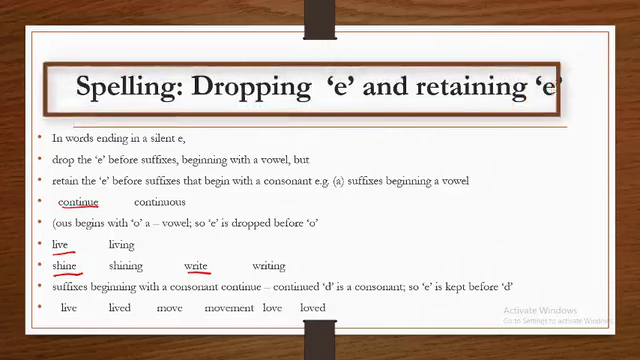 Spelling: Dropping ‘e’ and retaining ‘e’
• In words ending in a silent e,
• drop the ‘e’ before suffixes, beginning with a vowel, but
• retain the ‘e’ before suffixes that begin with a consonant e.g. (a) suffixes beginning a vowel
• continue continuous
• (ous begins with ‘o’ a – vowel; so ‘e’ is dropped before ‘o’
• live living
• shine shining write writing
• suffixes beginning with a consonant continue – continued ‘d’ is a consonant; so ‘e’ is kept before ‘d’
• live lived move movement love loved
Activate Windows
Go to Settings to activate Windows.